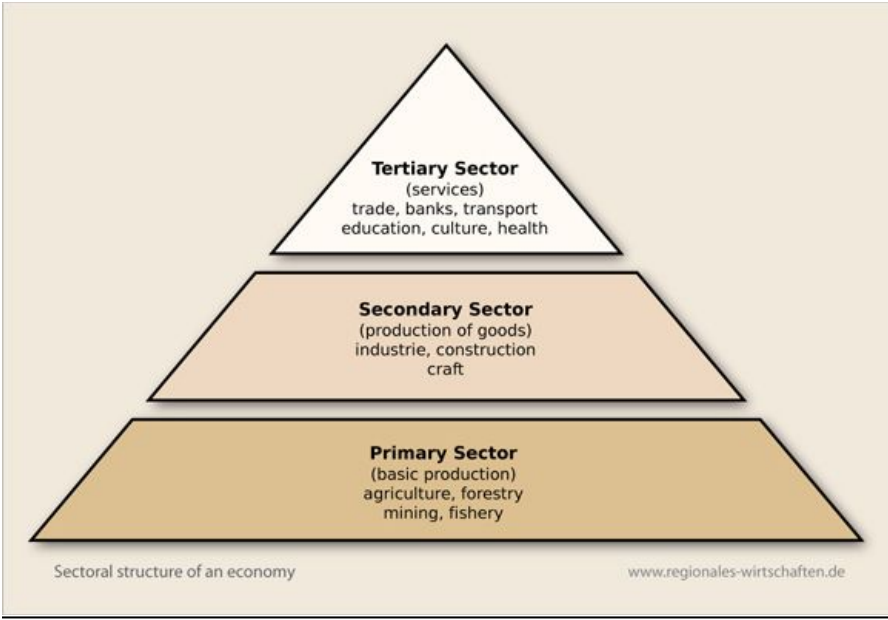 Tertiary Sector
(services)
trade, banks, transport
education, culture, health
Secondary Sector
(production of goods)
industrie, construction
craft
Primary Sector
(basic production)
agriculture, forestry
mining, fishery
Sectoral structure of an economy
www.regionales-wirtschaften.de